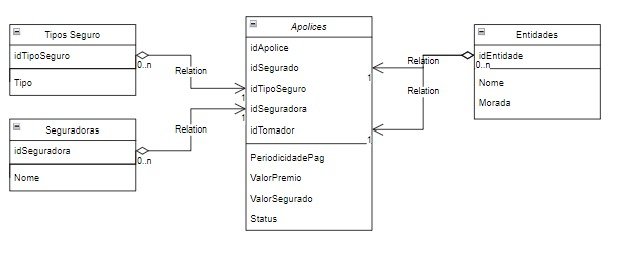 Tipos Seguro
idTipoSeguro
Tipo
0..n
Relation
1
Seguradoras
idSeguradora
Nome
0..n
Relation
1
Apolices
idApolice
idSegurado
idTipoSeguro
idSeguradora
idTomador
PeriodicidadePag
ValorPremio
ValorSegurado
Status
Relation
1
Relation
1
Entidades
idEntidade
0..n
Nome
Morada